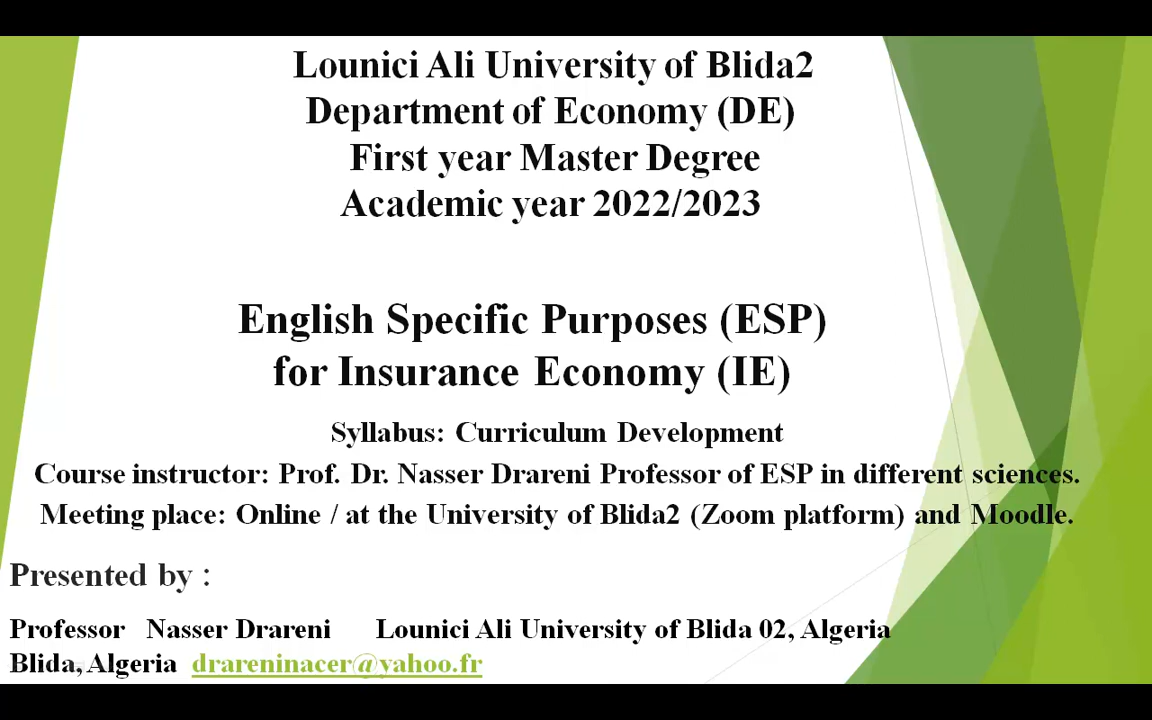 Lounici Ali University of Blida2
Department of Economy (DE)
First year Master Degree
Academic year 2022/2023
English Specific Purposes (ESP)
for Insurance Economy (IE)
Syllabus: Curriculum Development
Course instructor: Prof. Dr. Nasser Drareni Professor of ESP in different sciences.
Meeting place: Online / at the University of Blida2 (Zoom platform) and Moodle.
Presented by :
Professor Nasser Drareni Lounici Ali University of Blida 02, Algeria
Blida, Algeria drareninacer@yahoo.fr